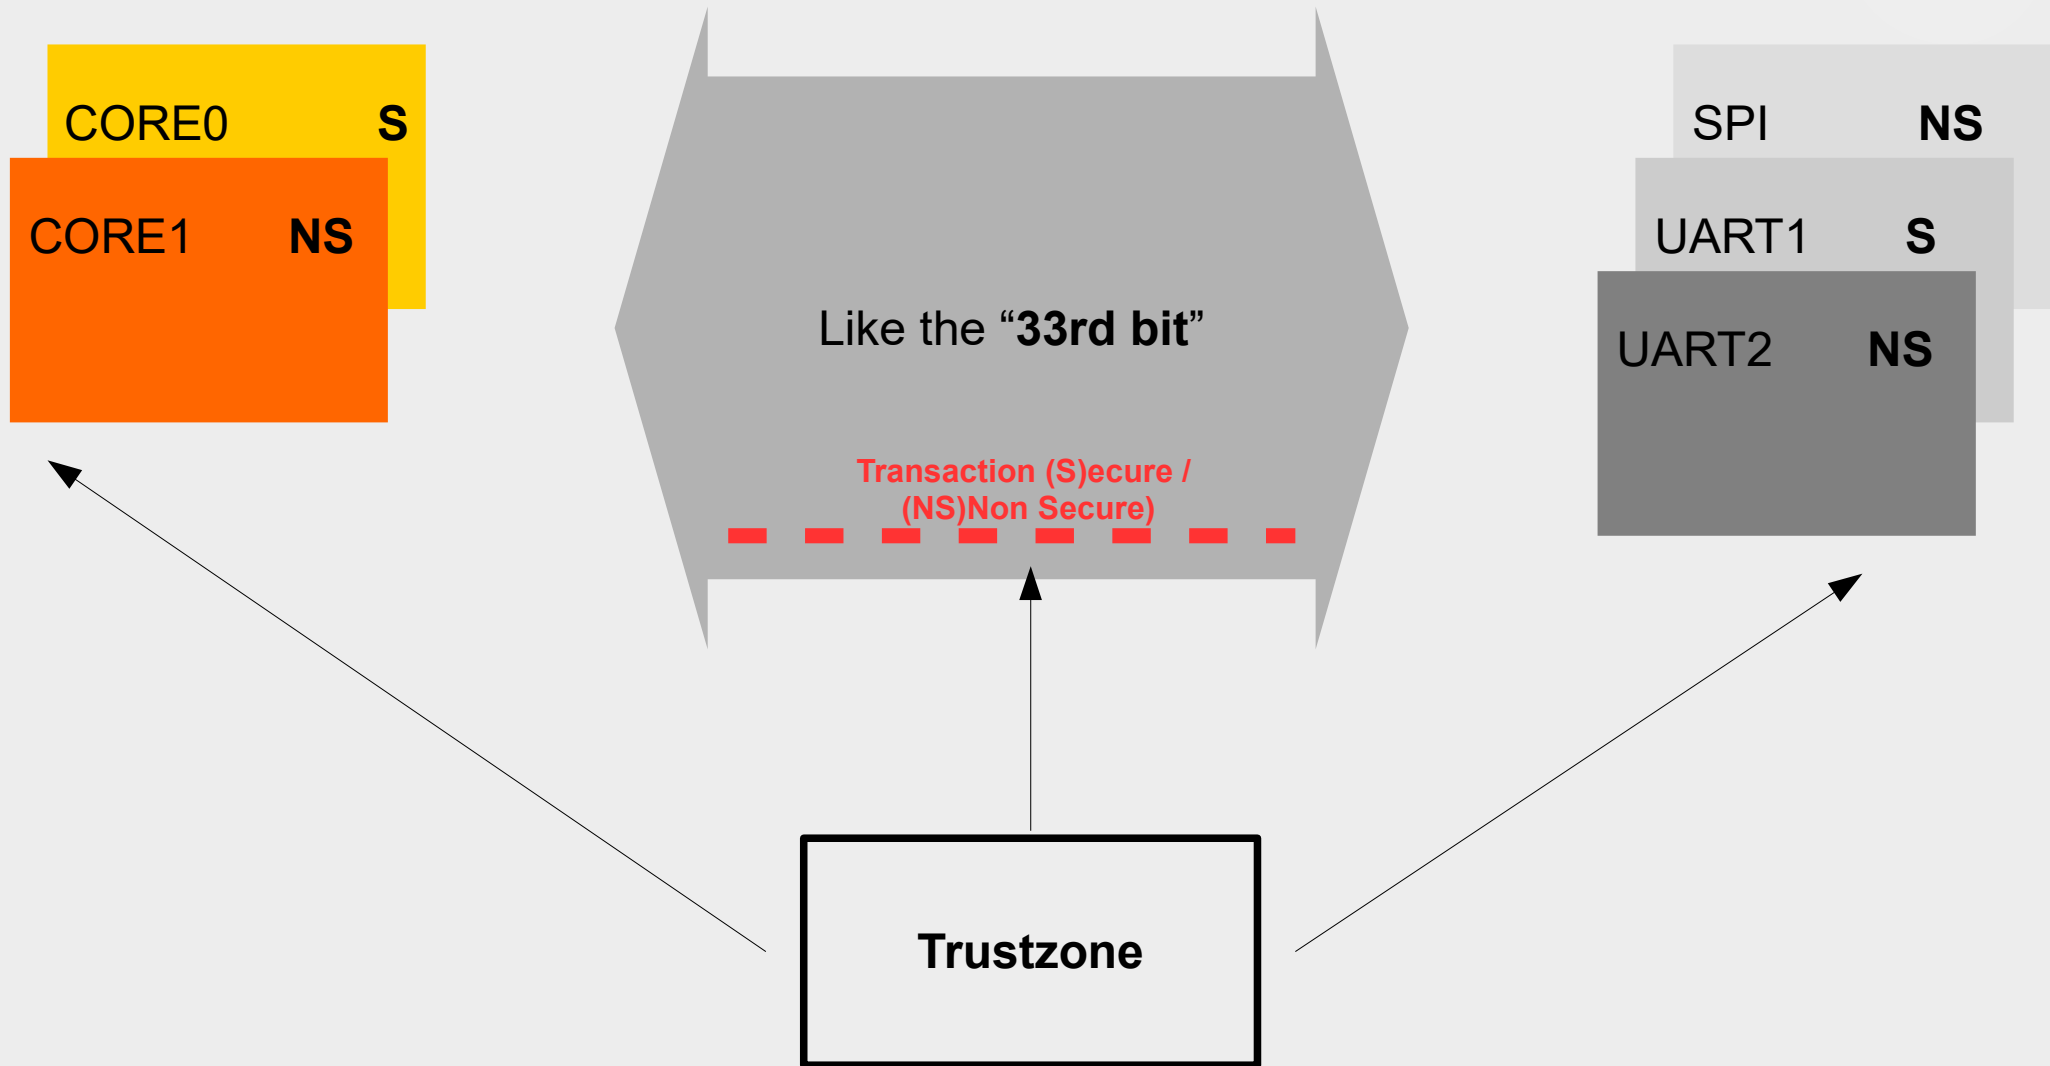 CORE0 S
CORE1 NS
Like the “33rd bit”
Transaction (S)ecure /
(NS)Non Secure)
SPI NS
UART1 S
UART2 NS
Trustzone